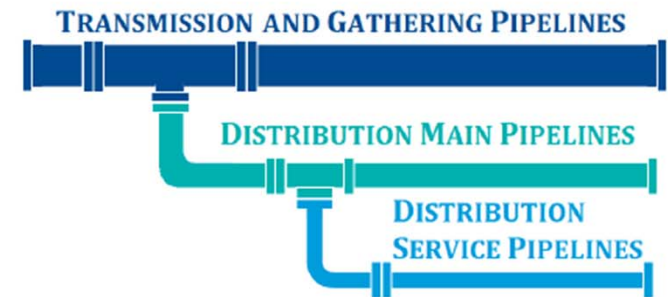 TRANSMISSION AND GATHERING PIPELINES
DISTRIBUTION MAIN PIPELINES
DISTRIBUTION
SERVICE PIPELINES